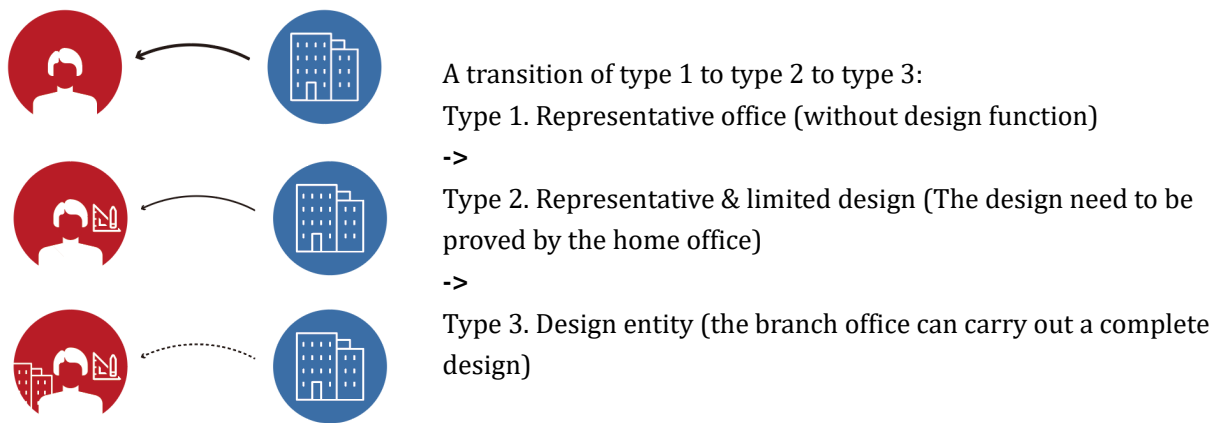 A transition of type 1 to type 2 to type 3:
Type 1. Representative office (without design function)
->
Type 2. Representative & limited design (The design need to be
proved by the home office)
->
Type 3. Design entity (the branch office can carry out a complete
design)